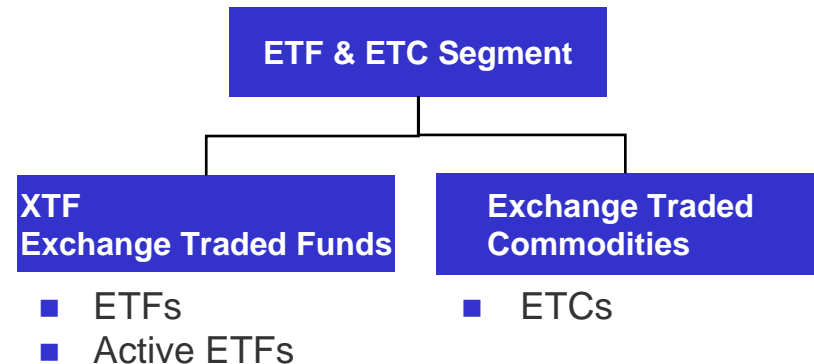 ETF & ETC Segment
XTF
Exchange Traded Funds
Exchange Traded
Commodities
ETFs
Active ETFs
ETCs